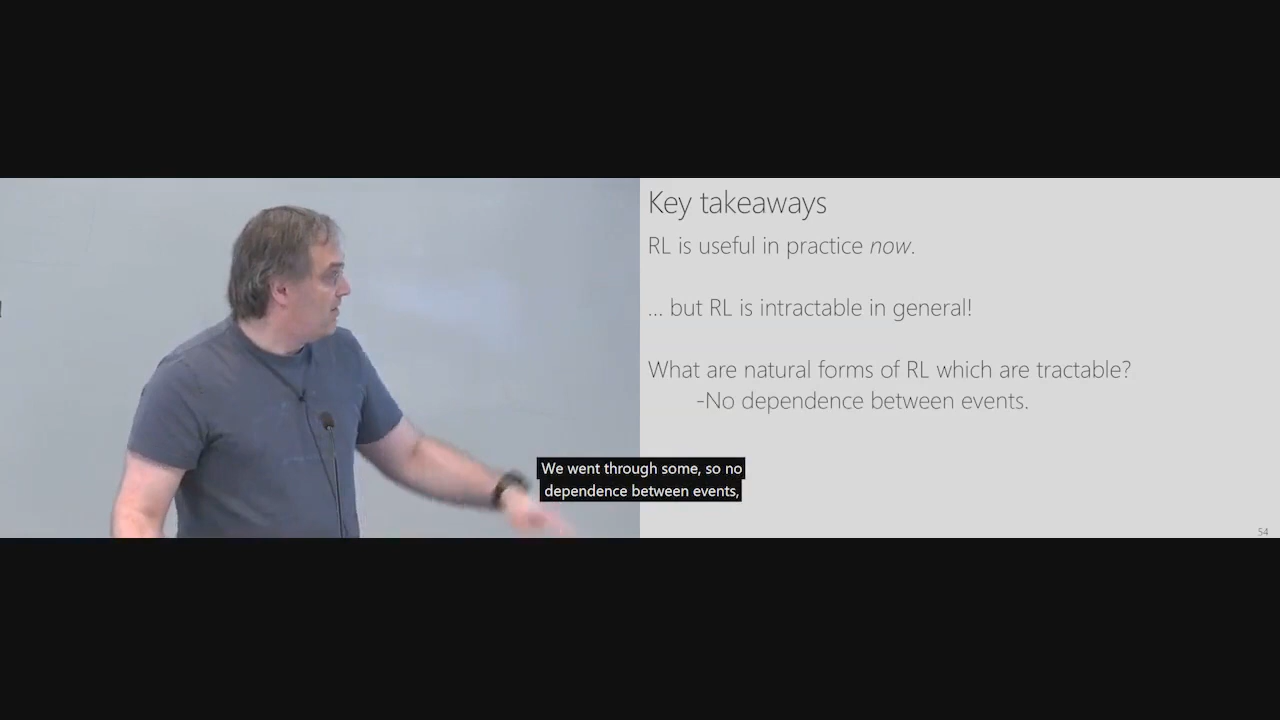 Key takeaways
RL is useful in practice now.
... but RL is intractable in general!
What are natural forms of RL which are tractable?
-No dependence between events.
We went through some, so no
dependence between events,
54